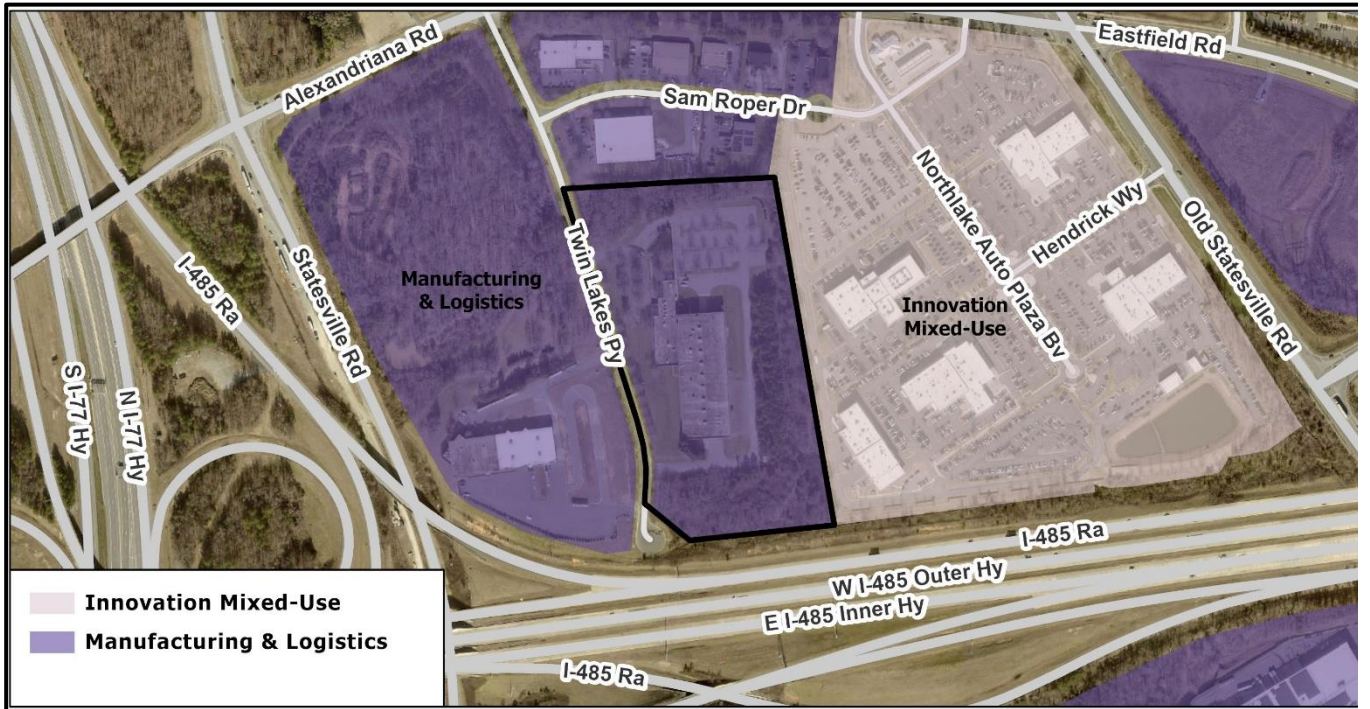 Alexandriana Rd
Eastfield Rd
Sam Roper Dr
Northlake Auto Plaza Bv
Hendrick Wy
Old Statesville Rd
Twin Lakes Py
Statesville Rd
I-485 Ra
S I-77 Hy
N I-77 Hy
Manufacturing
& Logistics
Innovation
Mixed-Use
I-485 Ra
W I-485 Outer Hy
E I-485 Inner Hy
I-485 Ra
Innovation Mixed-Use
Manufacturing & Logistics